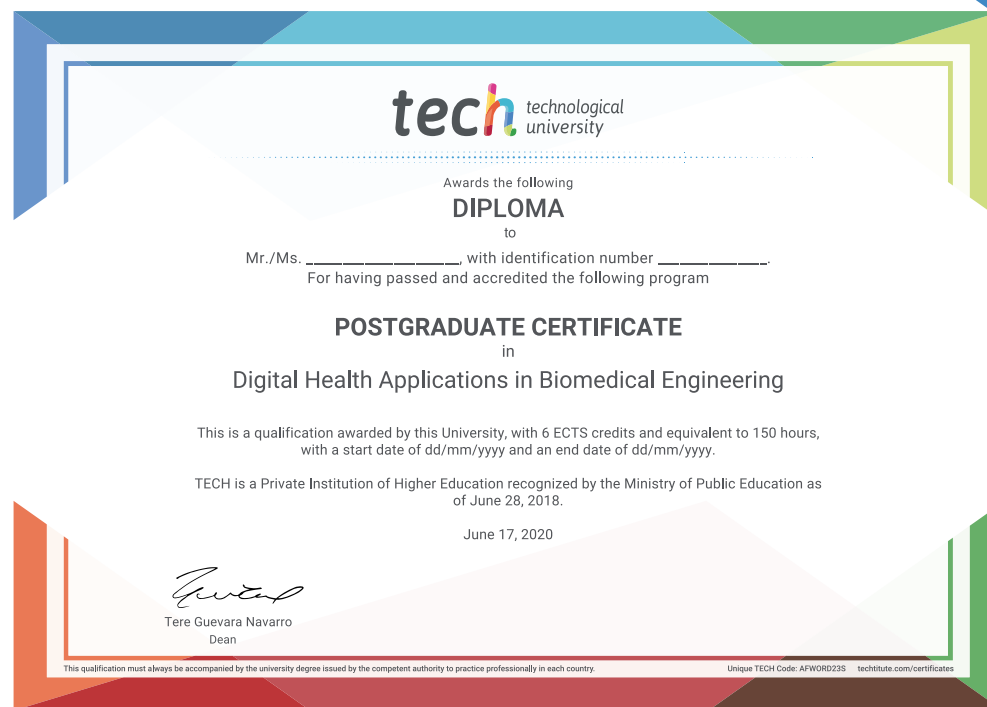 tech technological
university
Awards the following
DIPLOMA
to
Mr./Ms. ____________________, with identification number ______________.
For having passed and accredited the following program
POSTGRADUATE CERTIFICATE
in
Digital Health Applications in Biomedical Engineering
This is a qualification awarded by this University, with 6 ECTS credits and equivalent to 150 hours,
with a start date of dd/mm/yyyy and an end date of dd/mm/yyyy.
TECH is a Private Institution of Higher Education recognized by the Ministry of Public Education as
of June 28, 2018.
June 17, 2020
Tere Guevara Navarro
Dean
This qualification must always be accompanied by the university degree issued by the competent authority to practice professionally in each country. Unique TECH Code: AFWORD23S techtitute.com/certificates